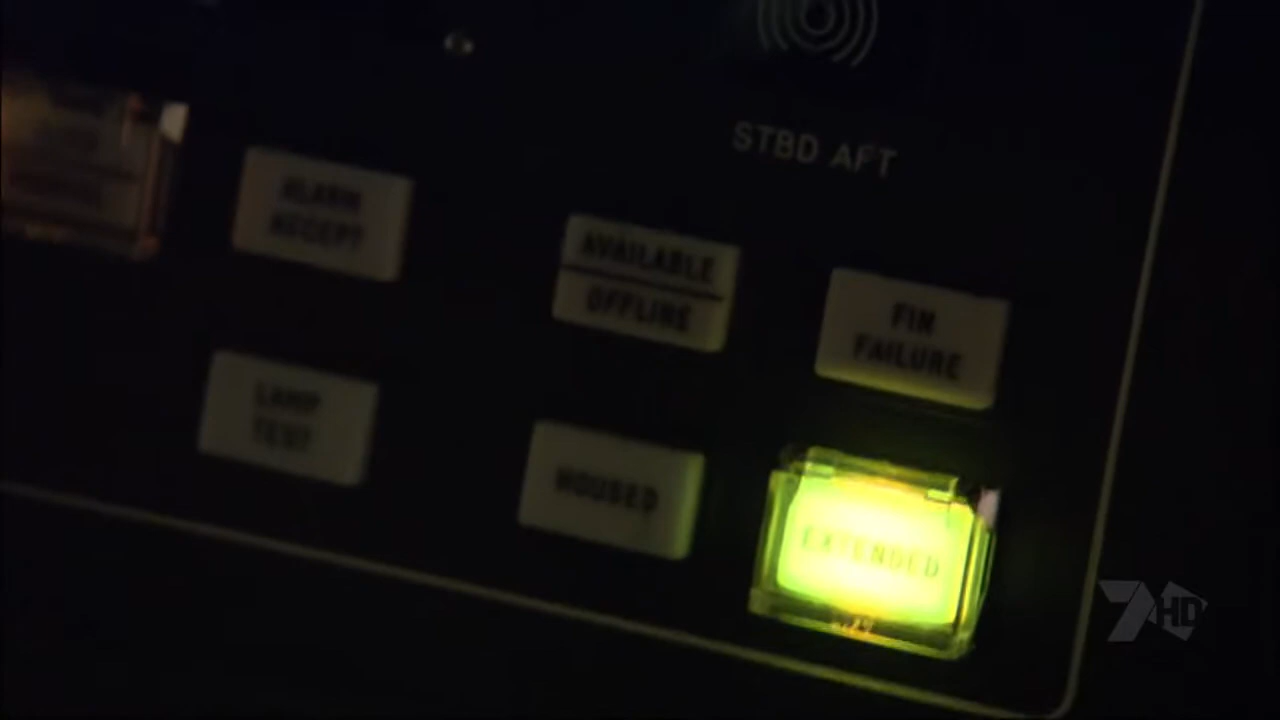 STBD AFT
ALARM
ACCEPT
AVAILABLE
OFFLINE
FIN
FAILURE
LAMP
TEST
HOUSED
EXTENDED
7HD